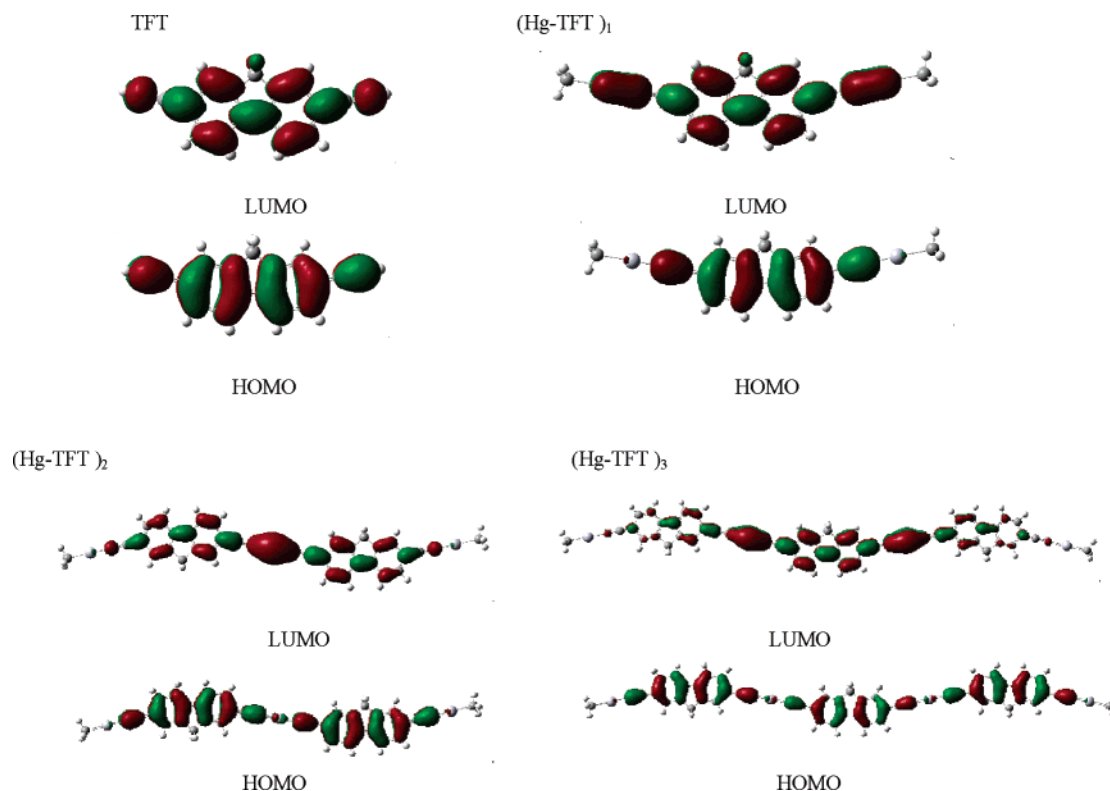 TFT
(Hg-TFT )₁
LUMO
LUMO
HOMO
HOMO
(Hg-TFT )₂
(Hg-TFT )₃
LUMO
LUMO
HOMO
HOMO